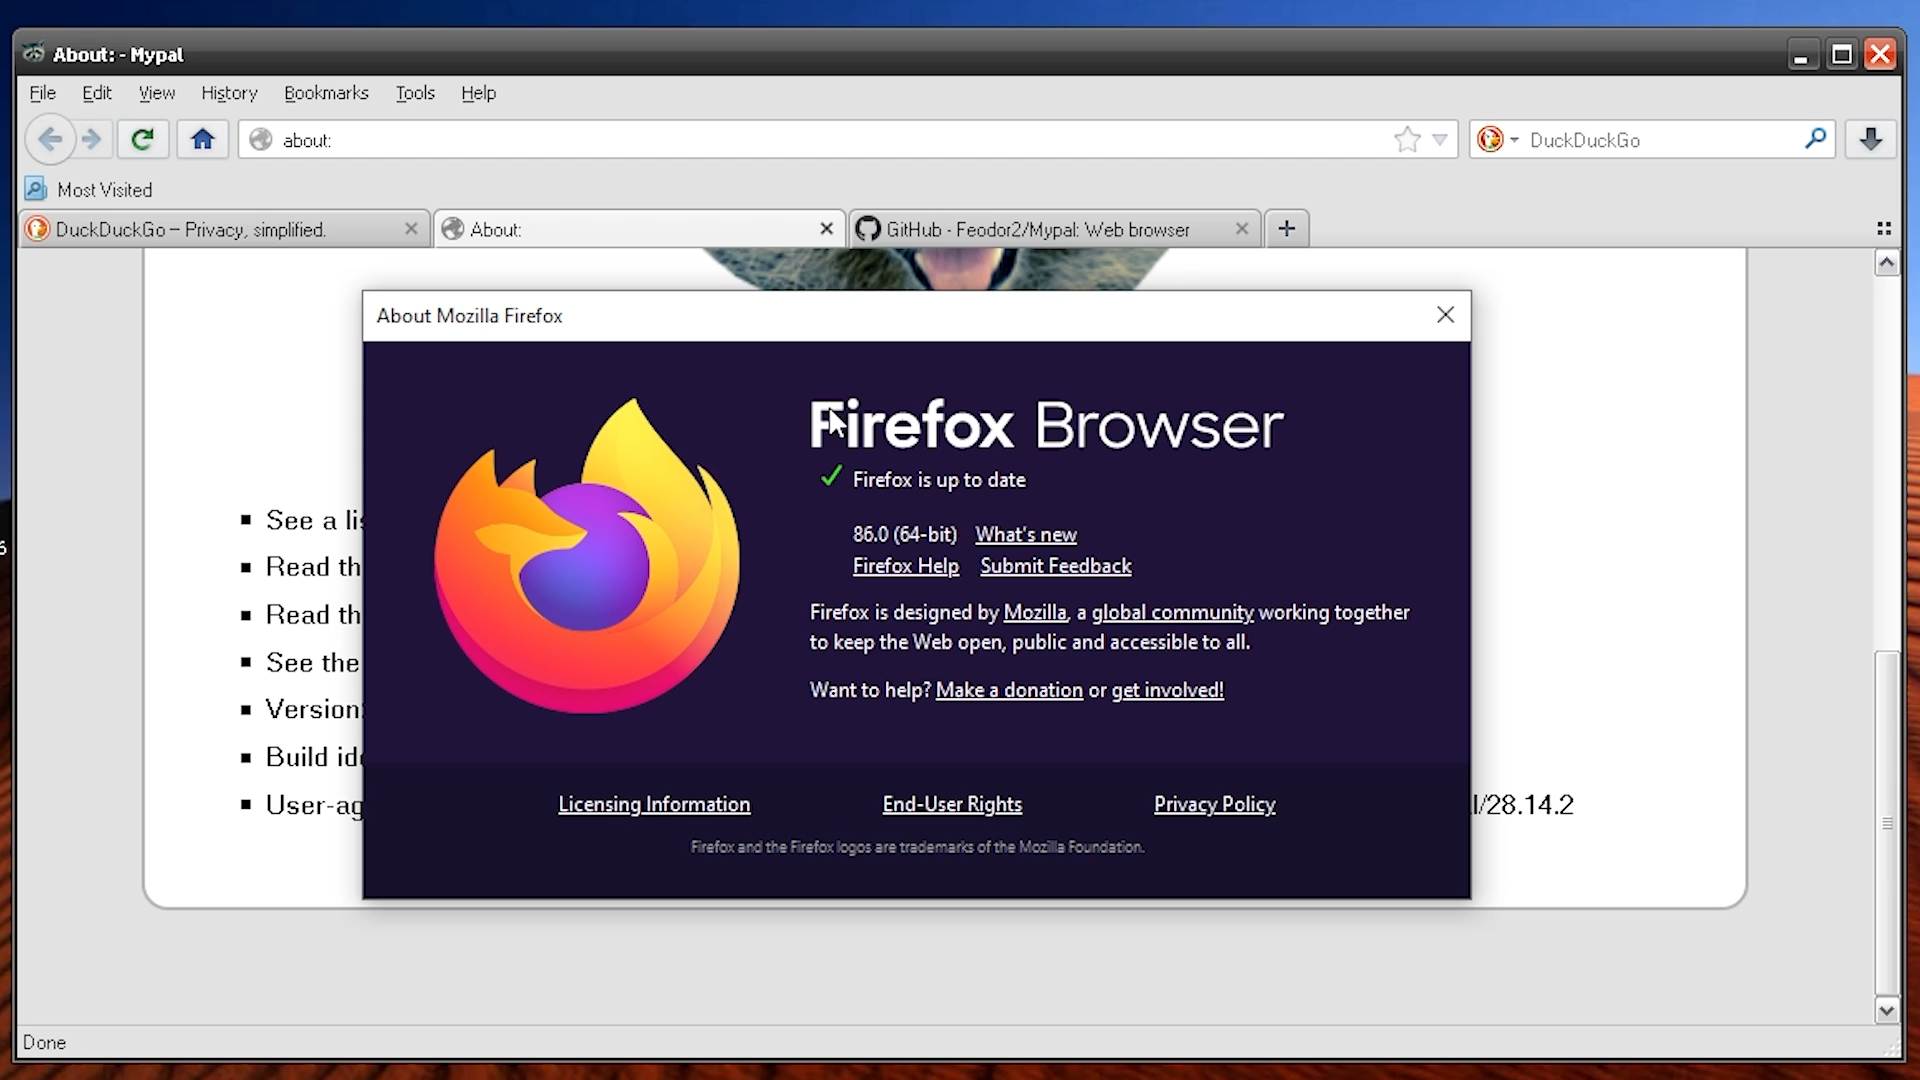 About: - Mypal
File Edit View History Bookmarks Tools Help
about:
DuckDuckGo
Most Visited
DuckDuckGo – Privacy, simplified.
About:
GitHub - Feodor2/Mypal: Web browser
About Mozilla Firefox
Firefox Browser
Firefox is up to date
86.0 (64-bit) What's new
Firefox Help Submit Feedback
Firefox is designed by Mozilla, a global community working together
to keep the Web open, public and accessible to all.
Want to help? Make a donation or get involved!
Licensing Information End-User Rights Privacy Policy
Firefox and the Firefox logos are trademarks of the Mozilla Foundation.
See a lis
Read th
Read th
See the
Version:
Build ide
User-ag
l/28.14.2
6
Done